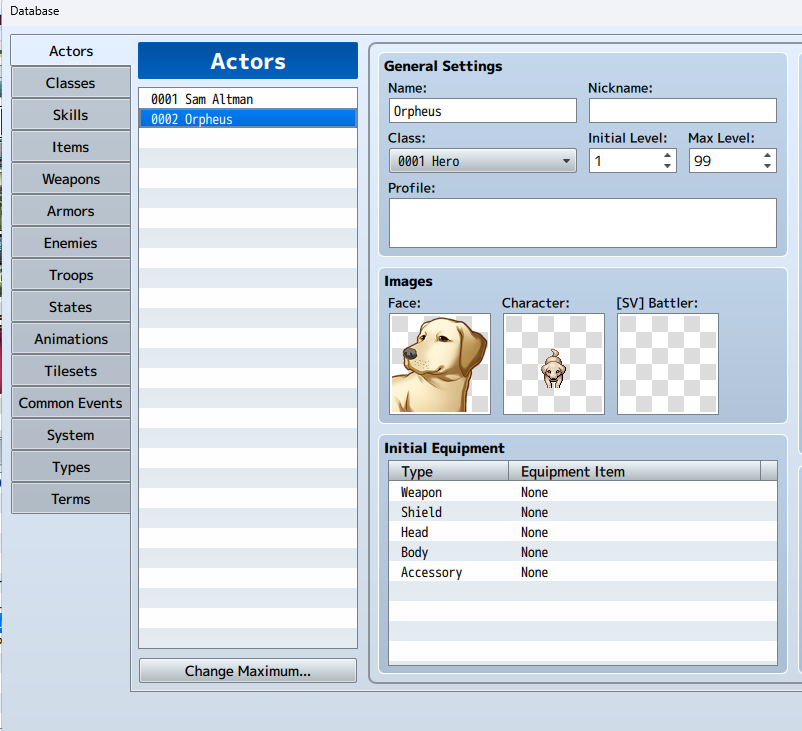 Database
Actors
Classes
Skills
Items
Weapons
Armors
Enemies
Troops
States
Animations
Tilesets
Common Events
System
Types
Terms
Actors
0001 Sam Altman
0002 Orpheus
Change Maximum...
General Settings
Name: Nickname:
Orpheus
Class: Initial Level: Max Level:
0001 Hero 1 99
Profile:
Images
Face: Character: [SV] Battler:
Initial Equipment
Type Equipment Item
Weapon None
Shield None
Head None
Body None
Accessory None